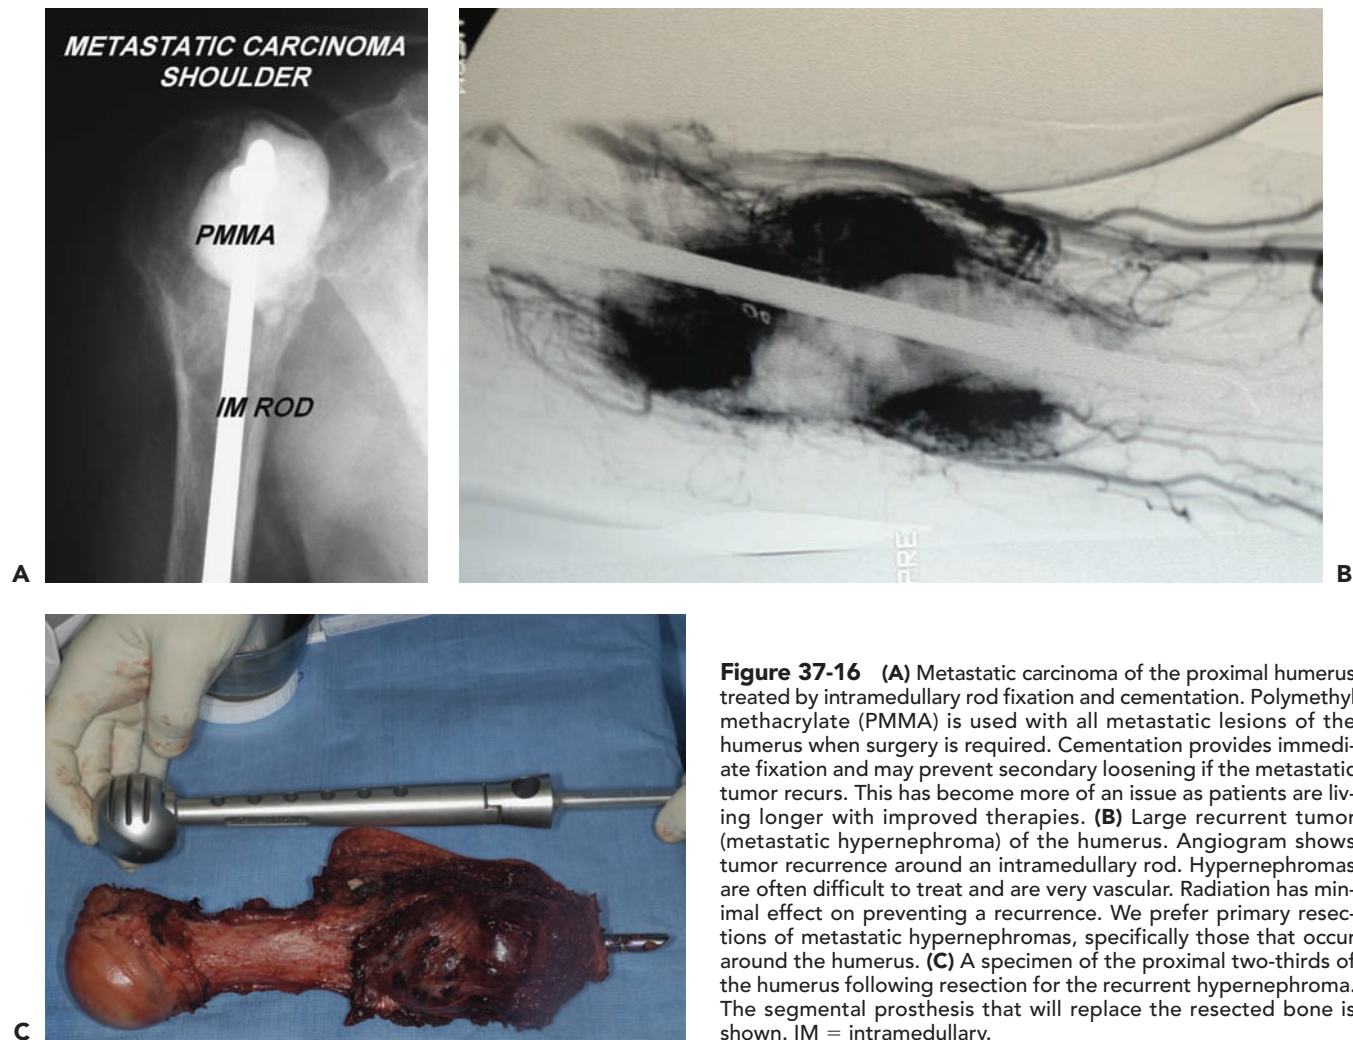 METASTATIC CARCINOMA
SHOULDER
PMMA
IM ROD
PRE
A
B
C
Figure 37-16 (A) Metastatic carcinoma of the proximal humerus
treated by intramedullary rod fixation and cementation. Polymethyl
methacrylate (PMMA) is used with all metastatic lesions of the
humerus when surgery is required. Cementation provides immedi-
ate fixation and may prevent secondary loosening if the metastatic
tumor recurs. This has become more of an issue as patients are liv-
ing longer with improved therapies. (B) Large recurrent tumor
(metastatic hypernephroma) of the humerus. Angiogram shows
tumor recurrence around an intramedullary rod. Hypernephromas
are often difficult to treat and are very vascular. Radiation has min-
imal effect on preventing a recurrence. We prefer primary resec-
tions of metastatic hypernephromas, specifically those that occur
around the humerus. (C) A specimen of the proximal two-thirds of
the humerus following resection for the recurrent hypernephroma.
The segmental prosthesis that will replace the resected bone is
shown. IM = intramedullary.